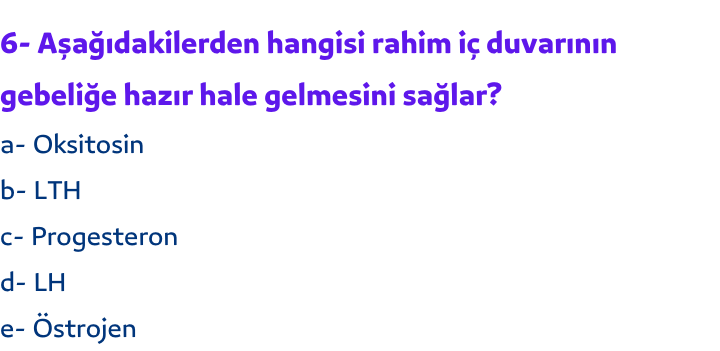 6- Aşağıdakilerden hangisi rahim iç duvarının
gebeliğe hazır hale gelmesini sağlar?
a- Oksitosin
b- LTH
c- Progesteron
d- LH
e- Östrojen